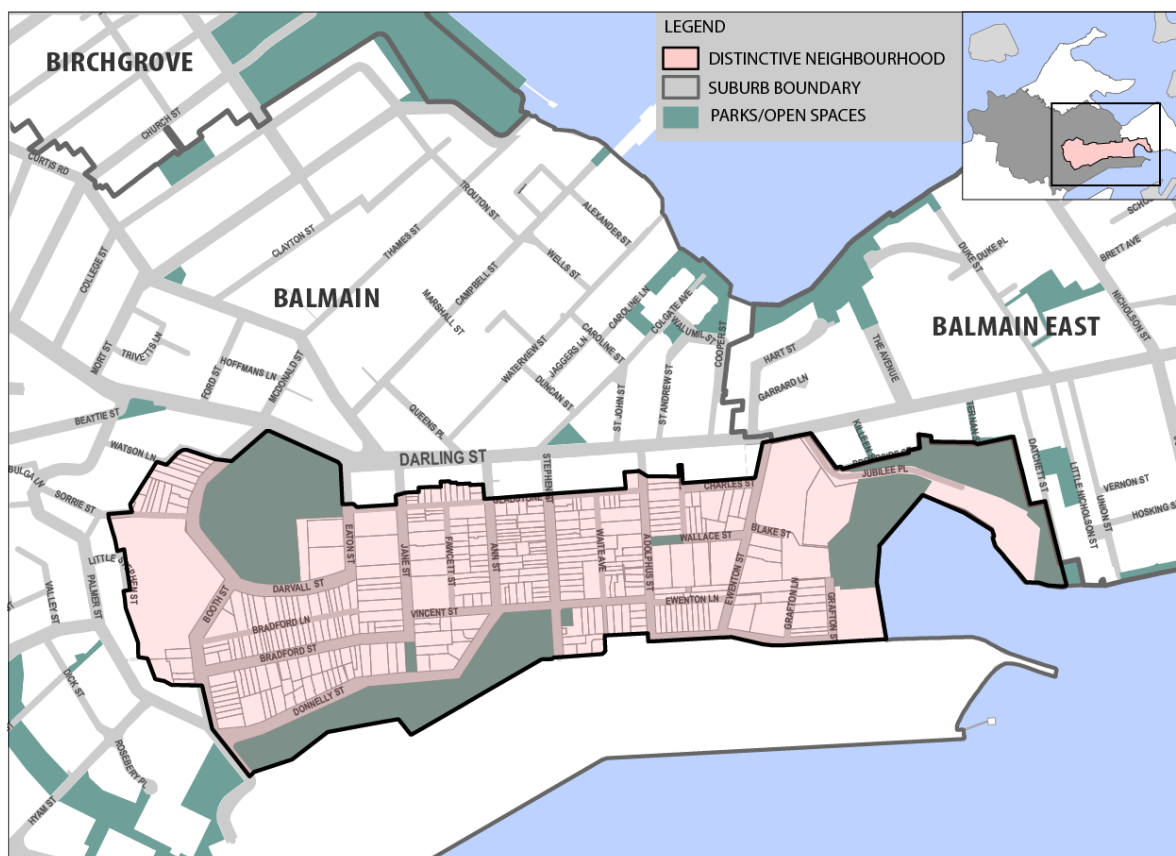 LEGEND
DISTINCTIVE NEIGHBOURHOOD
SUBURB BOUNDARY
PARKS/OPEN SPACES
BIRCHGROVE
CHURCH ST
CURTIS RD
COLLEGE ST
CLAYTON ST
THAMES ST
TROUTON ST
ALEXANDER ST
WELLS ST
BALMAIN
MARSHALL ST
CAMPBELL ST
CAROLINE LN
COLGATE AVE
WALUMIL ST
COOPER ST
DUKE ST
DUKE PL
BRETT AVE
NICHOLSON ST
BALMAIN EAST
MORT ST
TRIVETTS LN
HOFFMANS LN
FORD ST
MCDONALD ST
WATERVIEW ST
JAGGERS LN
CAROLINE ST
DUNCAN ST
ST JOHN ST
ST ANDREW ST
HART ST
GARRARD LN
THE AVENUE
BEATTIE ST
QUEENS PL
WATSON LN
DARLING ST
STEPHEN ST
BULGA LN
SORRIE ST
CHARLES ST
JUBILEE PL
DATCHETT ST
LITTLE NICHOLSON ST
UNION ST
VERNON ST
HOSKING ST
EATON ST
JANE ST
FAWCETT ST
ANN ST
WAITE AVE
ADOLPHUS ST
WALLACE ST
BLAKE ST
PALMER ST
VALLEY ST
BOOTH ST
DARVALL ST
BRADFORD LN
VINCENT ST
EWENTON LN
EWENTON ST
GRAFTON LN
GRAFTON ST
BRADFORD ST
DONNELLY ST
DICK ST
ROSEBERY PL
HYAM ST